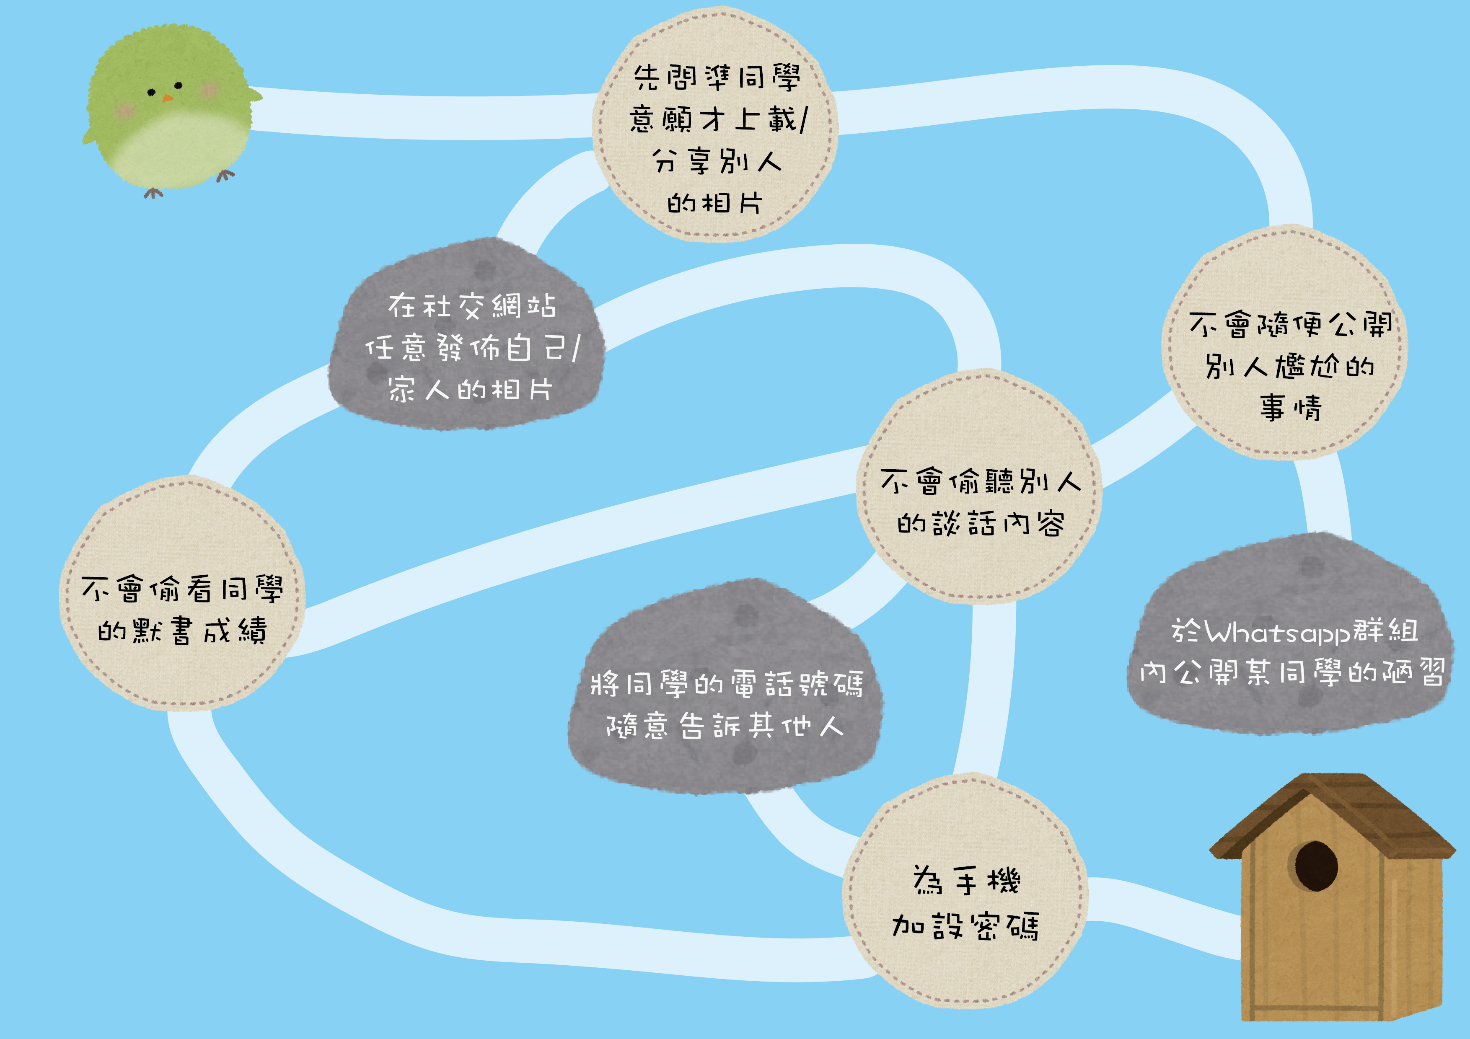 先問準同學
意願才上載/
分享別人
的相片
在社交網站
任意發佈自己/
家人的相片
不會隨便公開
別人尷尬的
事情
不會偷聽別人
的談話內容
不會偷看同學
的默書成績
將同學的電話號碼
隨意告訴其他人
於Whatsapp群組
內公開某同學的陋習
為手機
加設密碼